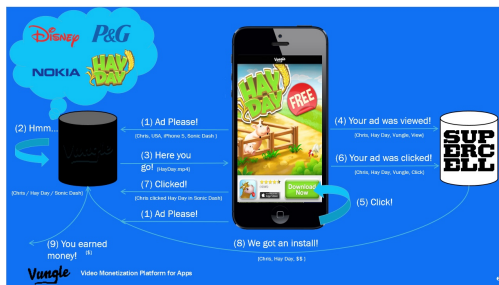 Disney P&G
NOKIA HAY DAY
(2) Hmm...
(Chris / Hay Day / Sonic Dash)
(1) Ad Please!
(Chris, USA, iPhone 5, Sonic Dash )
(3) Here you
go! (HayDay.mp4)
(7) Clicked!
(Chris clicked Hay Day in Sonic Dash)
(1) Ad Please!
Vungle
HAY
DAY
FREE
Download
Now
(4) Your ad was viewed!
(Chris, Hay Day, Vungle, View)
(6) Your ad was clicked!
(Chris, Hay Day, Vungle, Click)
(5) Click!
SUP
ERC
ELL
(8) We got an install!
(Chris, Hay Day, $$ )
(9) You earned
money! ($)
Vungle Video Monetization Platform for Apps